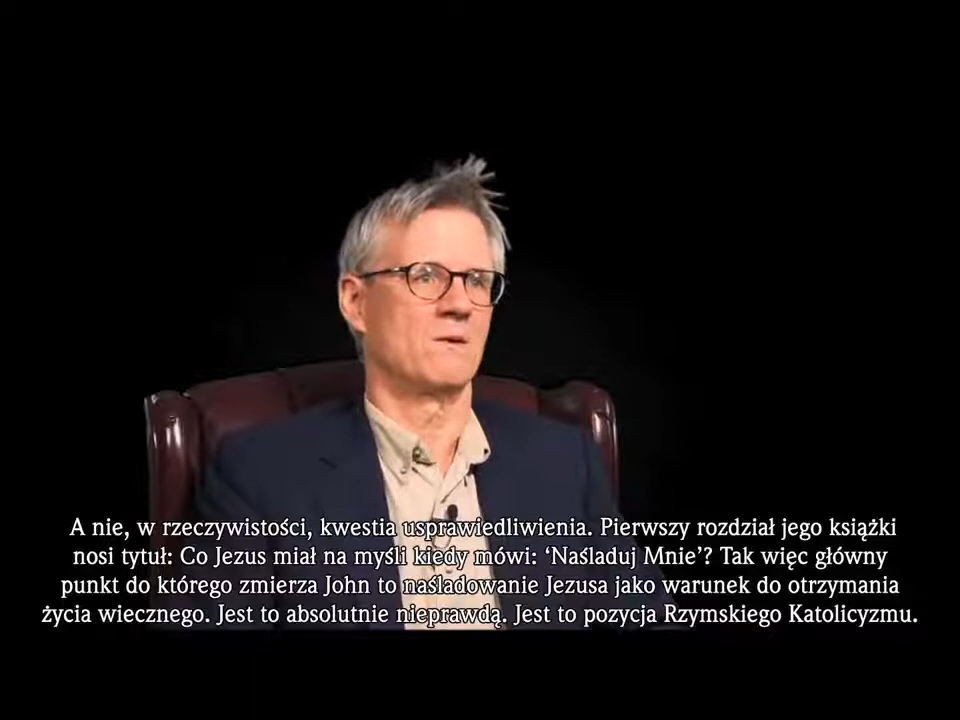 A nie, w rzeczywistości, kwestia usprawiedliwienia. Pierwszy rozdział jego książki
nosi tytuł: Co Jezus miał na myśli kiedy mówi: ‘Naśladuj Mnie’? Tak więc główny
punkt do którego zmierza John to naśladowanie Jezusa jako warunek do otrzymania
życia wiecznego. Jest to absolutnie nieprawdą. Jest to pozycja Rzymskiego Katolicyzmu.